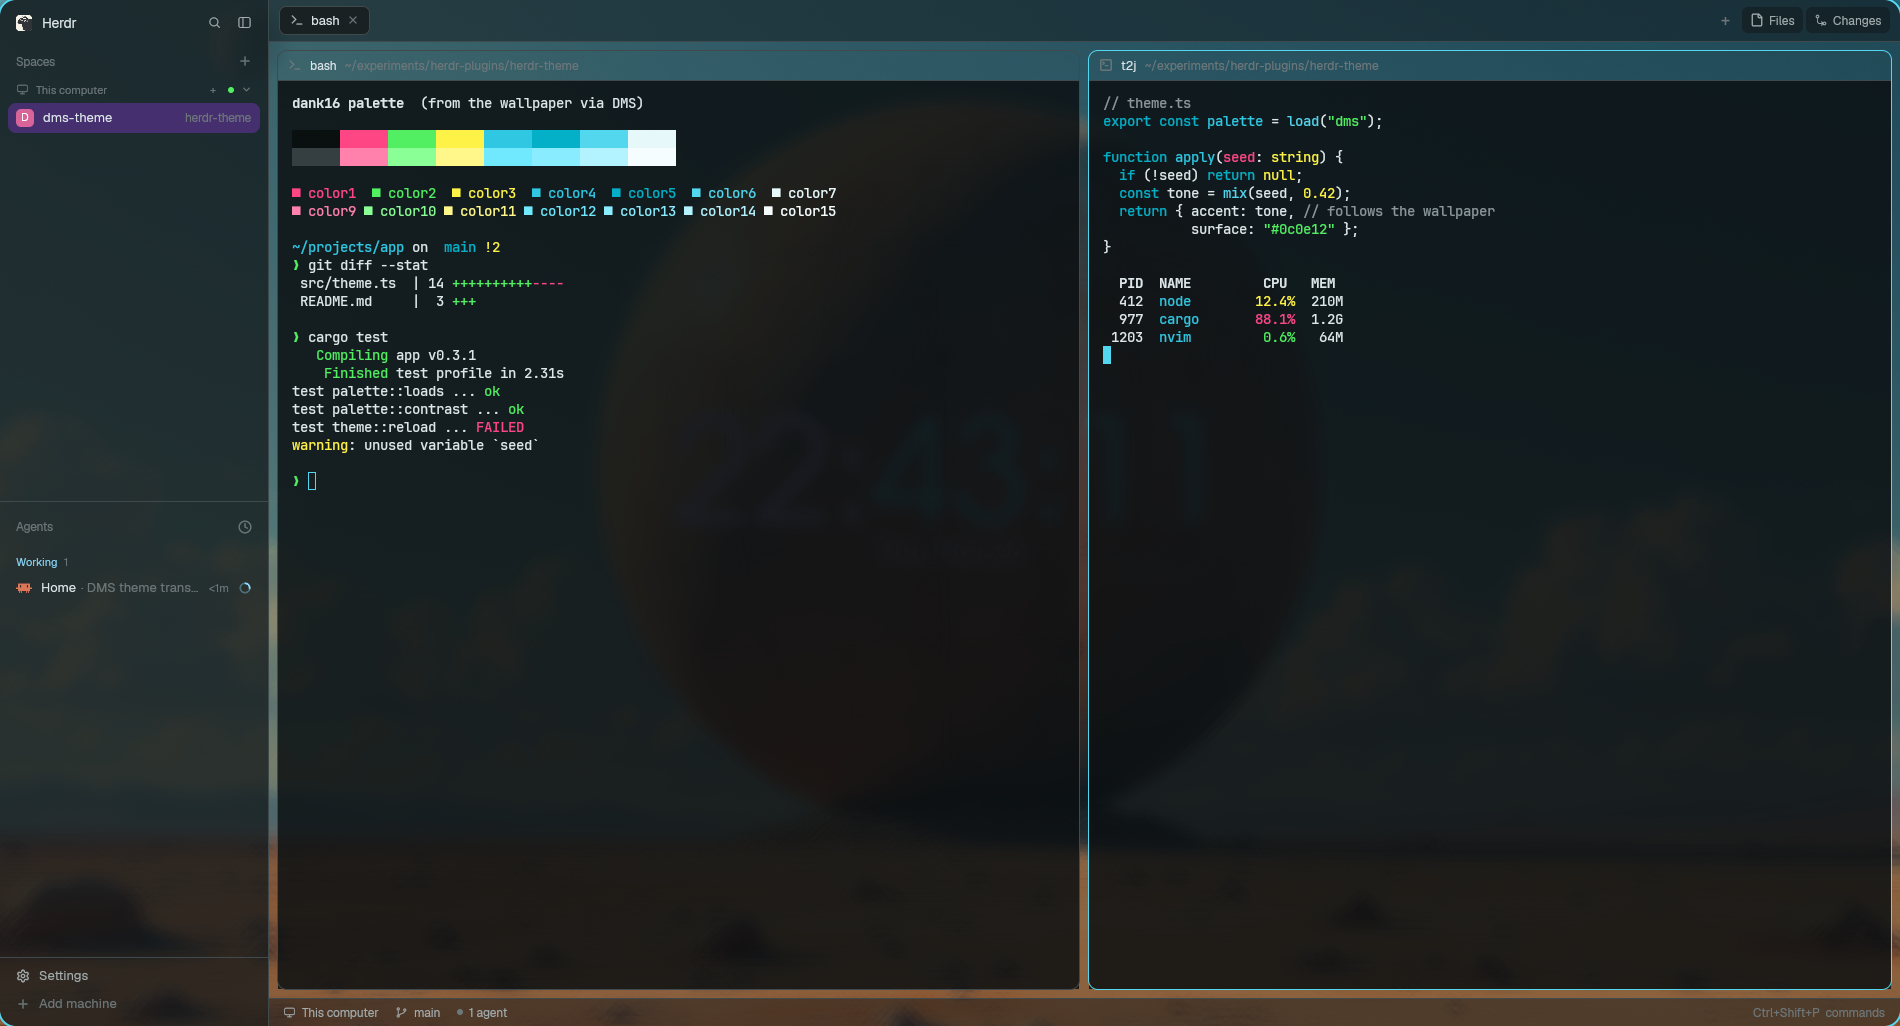 Herdr
Spaces
This computer
D dms-theme herdr-theme
Agents
Working 1
Home · DMS theme trans… <1m
Settings
Add machine
bash
Files
Changes
bash ~/experiments/herdr-plugins/herdr-theme
dank16 palette (from the wallpaper via DMS)
color1 color2 color3 color4 color5 color6 color7
color9 color10 color11 color12 color13 color14 color15
~/projects/app on main !2
❯ git diff --stat
src/theme.ts | 14 ++++++++++----
README.md | 3 +++
❯ cargo test
Compiling app v0.3.1
Finished test profile in 2.31s
test palette::loads ... ok
test palette::contrast ... ok
test theme::reload ... FAILED
warning: unused variable `seed`
❯
t2j ~/experiments/herdr-plugins/herdr-theme
// theme.ts
export const palette = load("dms");
function apply(seed: string) {
if (!seed) return null;
const tone = mix(seed, 0.42);
return { accent: tone, // follows the wallpaper
surface: "#0c0e12" };
}
PID NAME CPU MEM
412 node 12.4% 210M
977 cargo 88.1% 1.2G
1203 nvim 0.6% 64M
22:43:11
This computer
main
1 agent
Ctrl+Shift+P commands